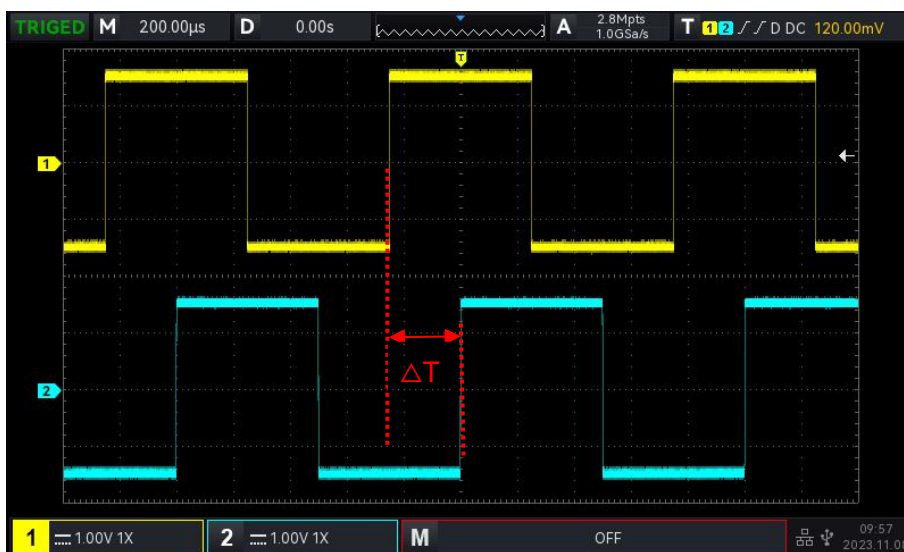 TRIGED M 200.00μs D 0.00s A 2.8Mpts 1.0GSa/s T 1 2 D DC 120.00mV
T
1
△T
2
1 1.00V 1X 2 1.00V 1X M OFF 09:57